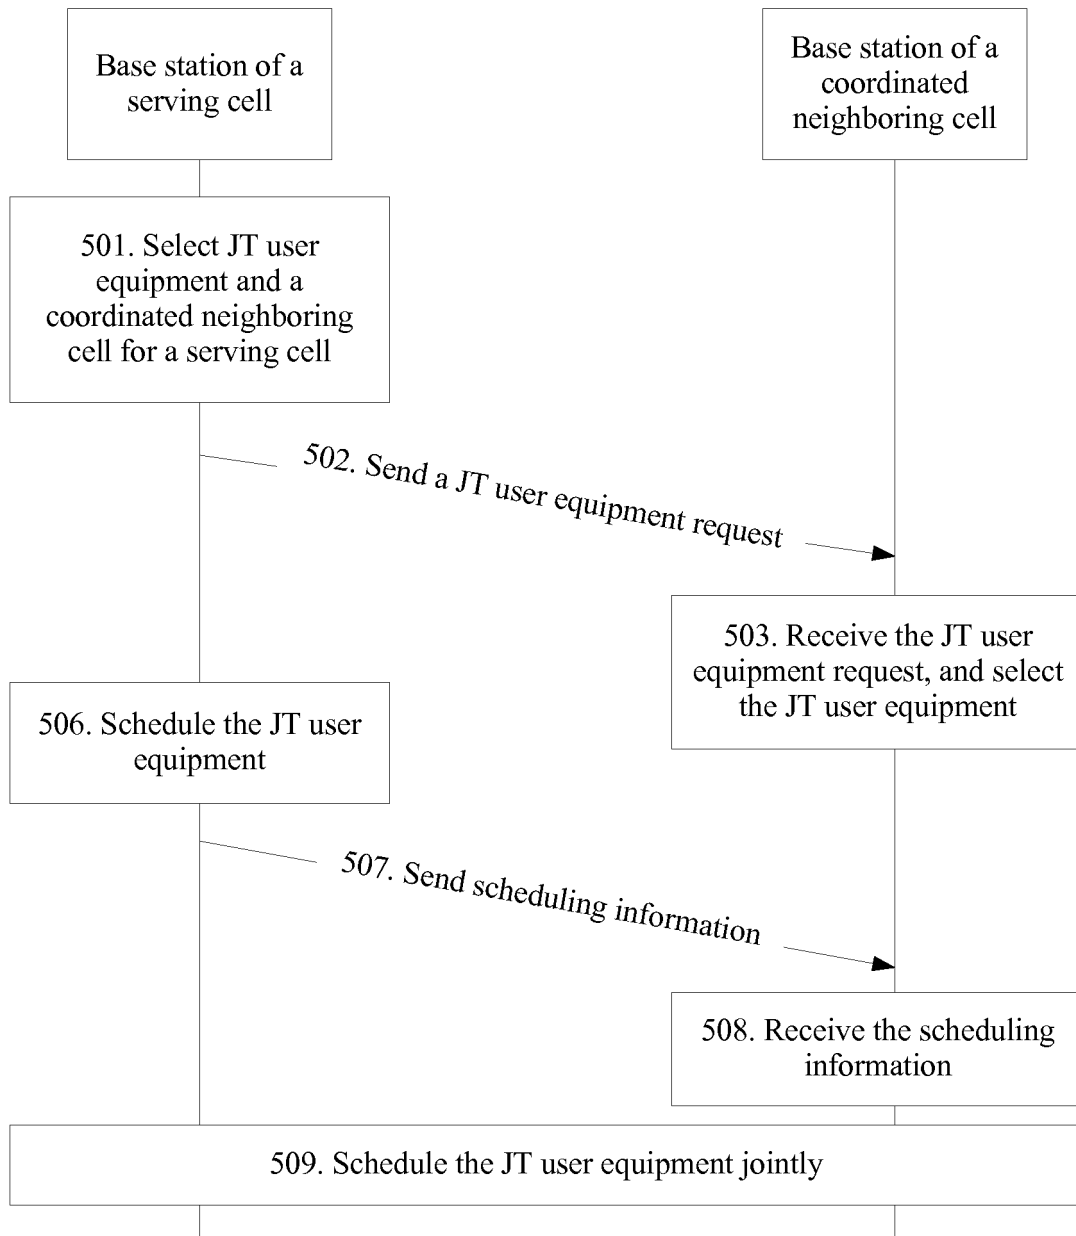 Base station of a
serving cell
Base station of a
coordinated
neighboring cell
501. Select JT user
equipment and a
coordinated neighboring
cell for a serving cell
502. Send a JT user equipment request
503. Receive the JT user
equipment request, and select
the JT user equipment
506. Schedule the JT user
equipment
507. Send scheduling information
508. Receive the scheduling
information
509. Schedule the JT user equipment jointly